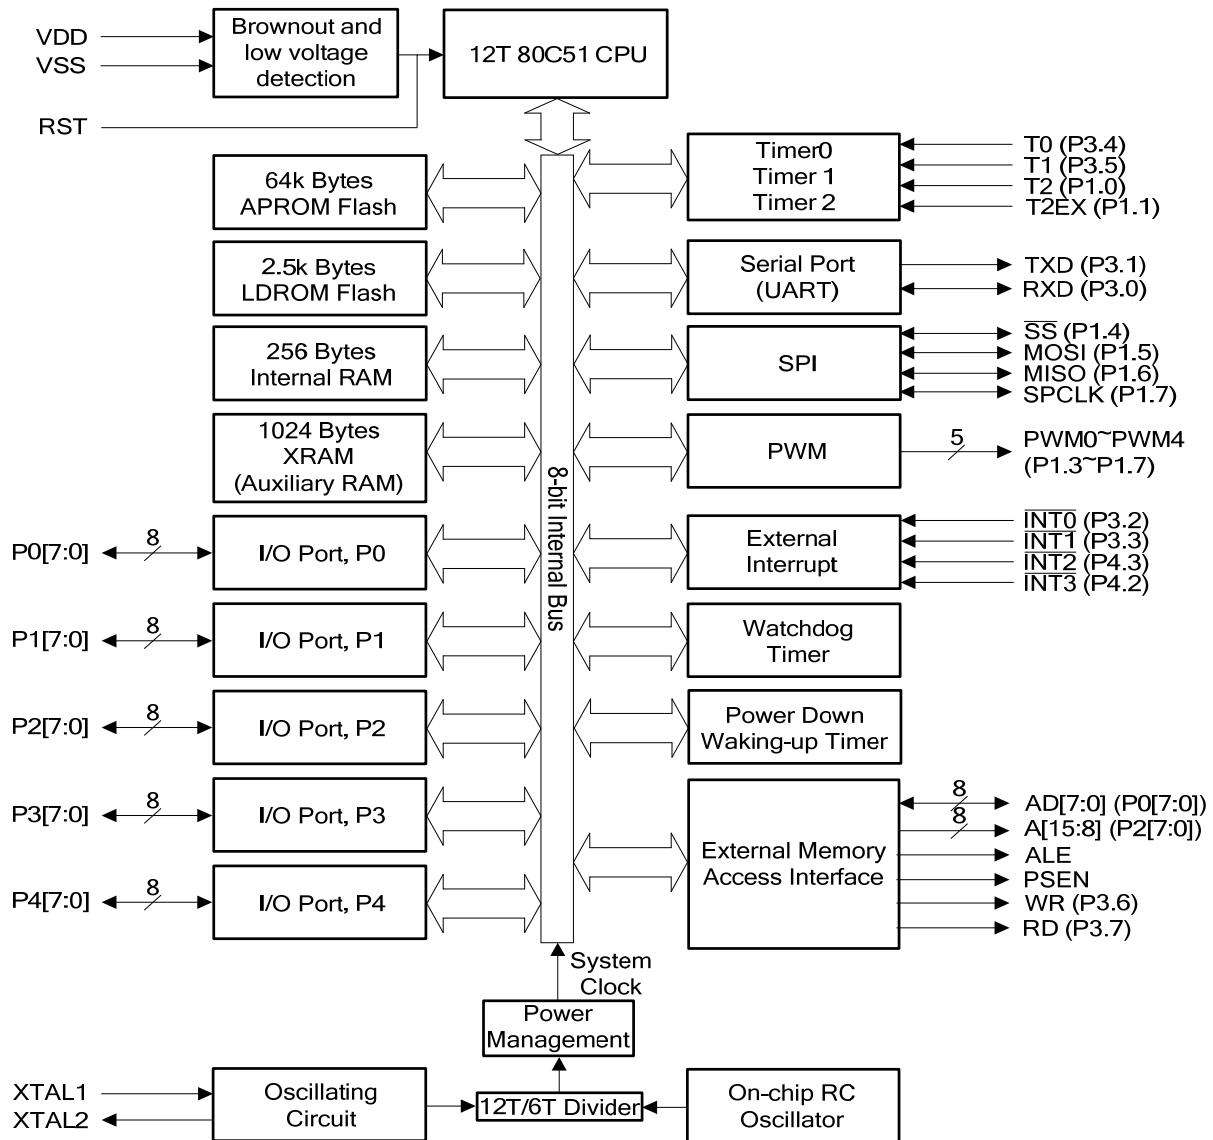 VDD
VSS
RST
Brownout and
low voltage
detection
12T 80C51 CPU
64k Bytes
APROM Flash
2.5k Bytes
LDROM Flash
256 Bytes
Internal RAM
1024 Bytes
XRAM
(Auxiliary RAM)
P0[7:0]
8
I/O Port, P0
P1[7:0]
8
I/O Port, P1
P2[7:0]
8
I/O Port, P2
P3[7:0]
8
I/O Port, P3
P4[7:0]
8
I/O Port, P4
8-bit Internal Bus
Timer0
Timer 1
Timer 2
T0 (P3.4)
T1 (P3.5)
T2 (P1.0)
T2EX (P1.1)
Serial Port
(UART)
TXD (P3.1)
RXD (P3.0)
SPI
S̅S̅ (P1.4)
MOSI (P1.5)
MISO (P1.6)
SPCLK (P1.7)
PWM
5
PWM0~PWM4
(P1.3~P1.7)
External
Interrupt
I̅N̅T̅0̅ (P3.2)
I̅N̅T̅1̅ (P3.3)
I̅N̅T̅2̅ (P4.3)
I̅N̅T̅3̅ (P4.2)
Watchdog
Timer
Power Down
Waking-up Timer
External Memory
Access Interface
8
AD[7:0] (P0[7:0])
8
A[15:8] (P2[7:0])
ALE
PSEN
WR (P3.6)
RD (P3.7)
System
Clock
Power
Management
XTAL1
XTAL2
Oscillating
Circuit
12T/6T Divider
On-chip RC
Oscillator